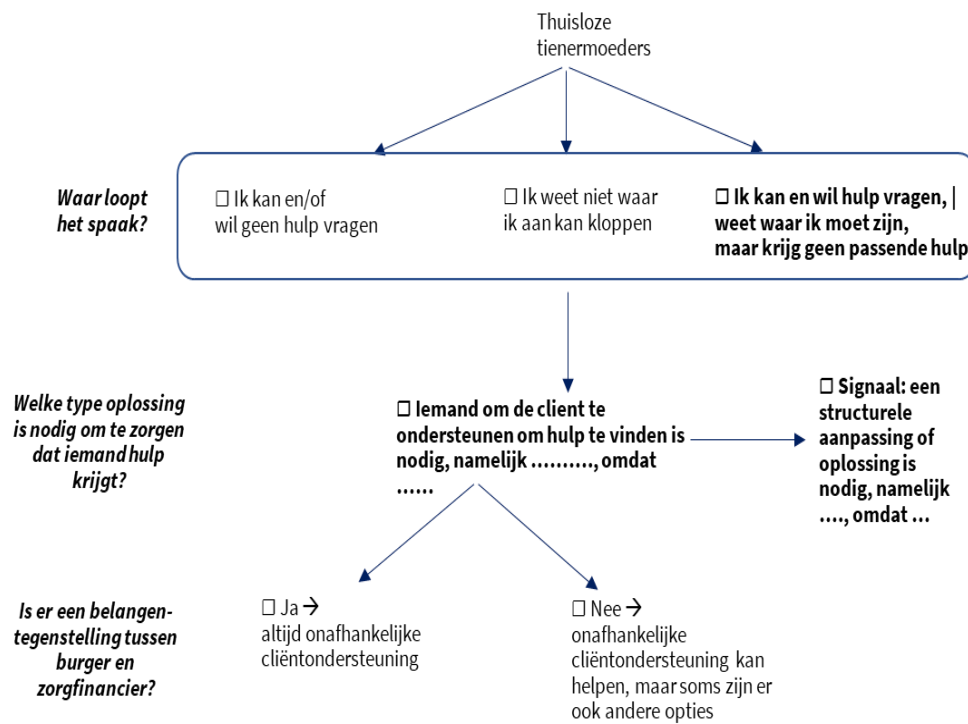 Thuisloze
tienermoeders
Waar loopt
het spaak?
☐ Ik kan en/of
wil geen hulp vragen
☐ Ik weet niet waar
ik aan kan kloppen
☐ Ik kan en wil hulp vragen, |
weet waar ik moet zijn,
maar krijg geen passende hulp
Welke type oplossing
is nodig om te zorgen
dat iemand hulp
krijgt?
☐ Iemand om de client te
ondersteunen om hulp te vinden is
nodig, namelijk ………., omdat
……
☐ Signaal: een
structurele
aanpassing of
oplossing is
nodig, namelijk
…., omdat …
Is er een belangen-
tegenstelling tussen
burger en
zorgfinancier?
☐ Ja →
altijd onafhankelijke
cliëntondersteuning
☐ Nee →
onafhankelijke
cliëntondersteuning kan
helpen, maar soms zijn er
ook andere opties